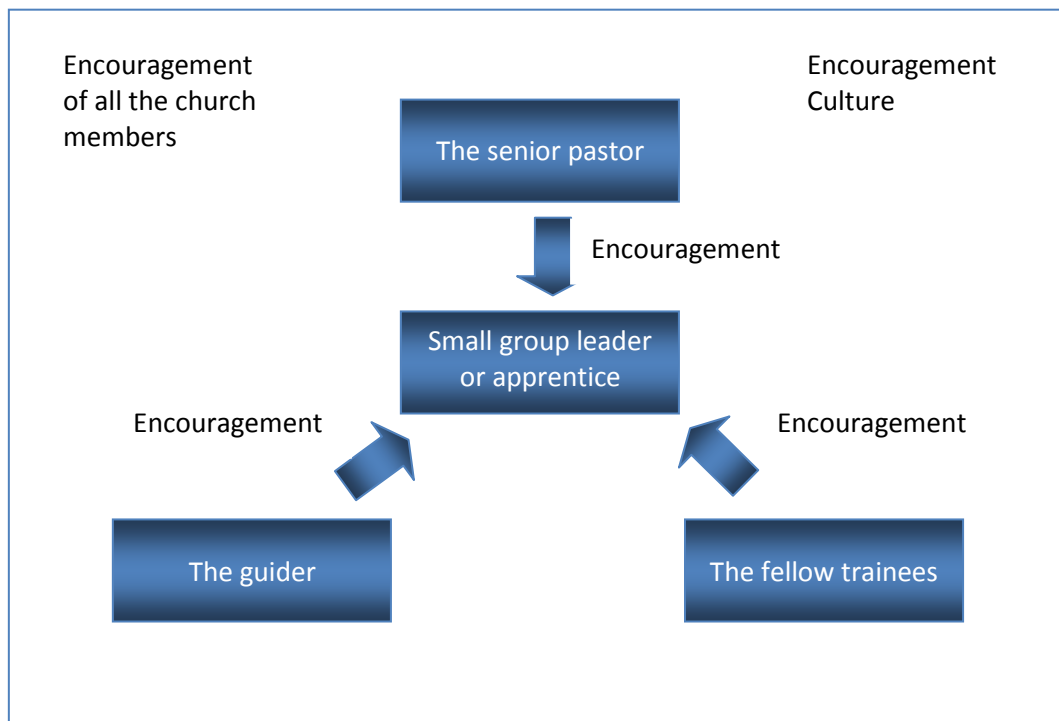 Encouragement
of all the church
members
Encouragement
Culture
The senior pastor
Encouragement
Small group leader
or apprentice
Encouragement
Encouragement
The guider
The fellow trainees